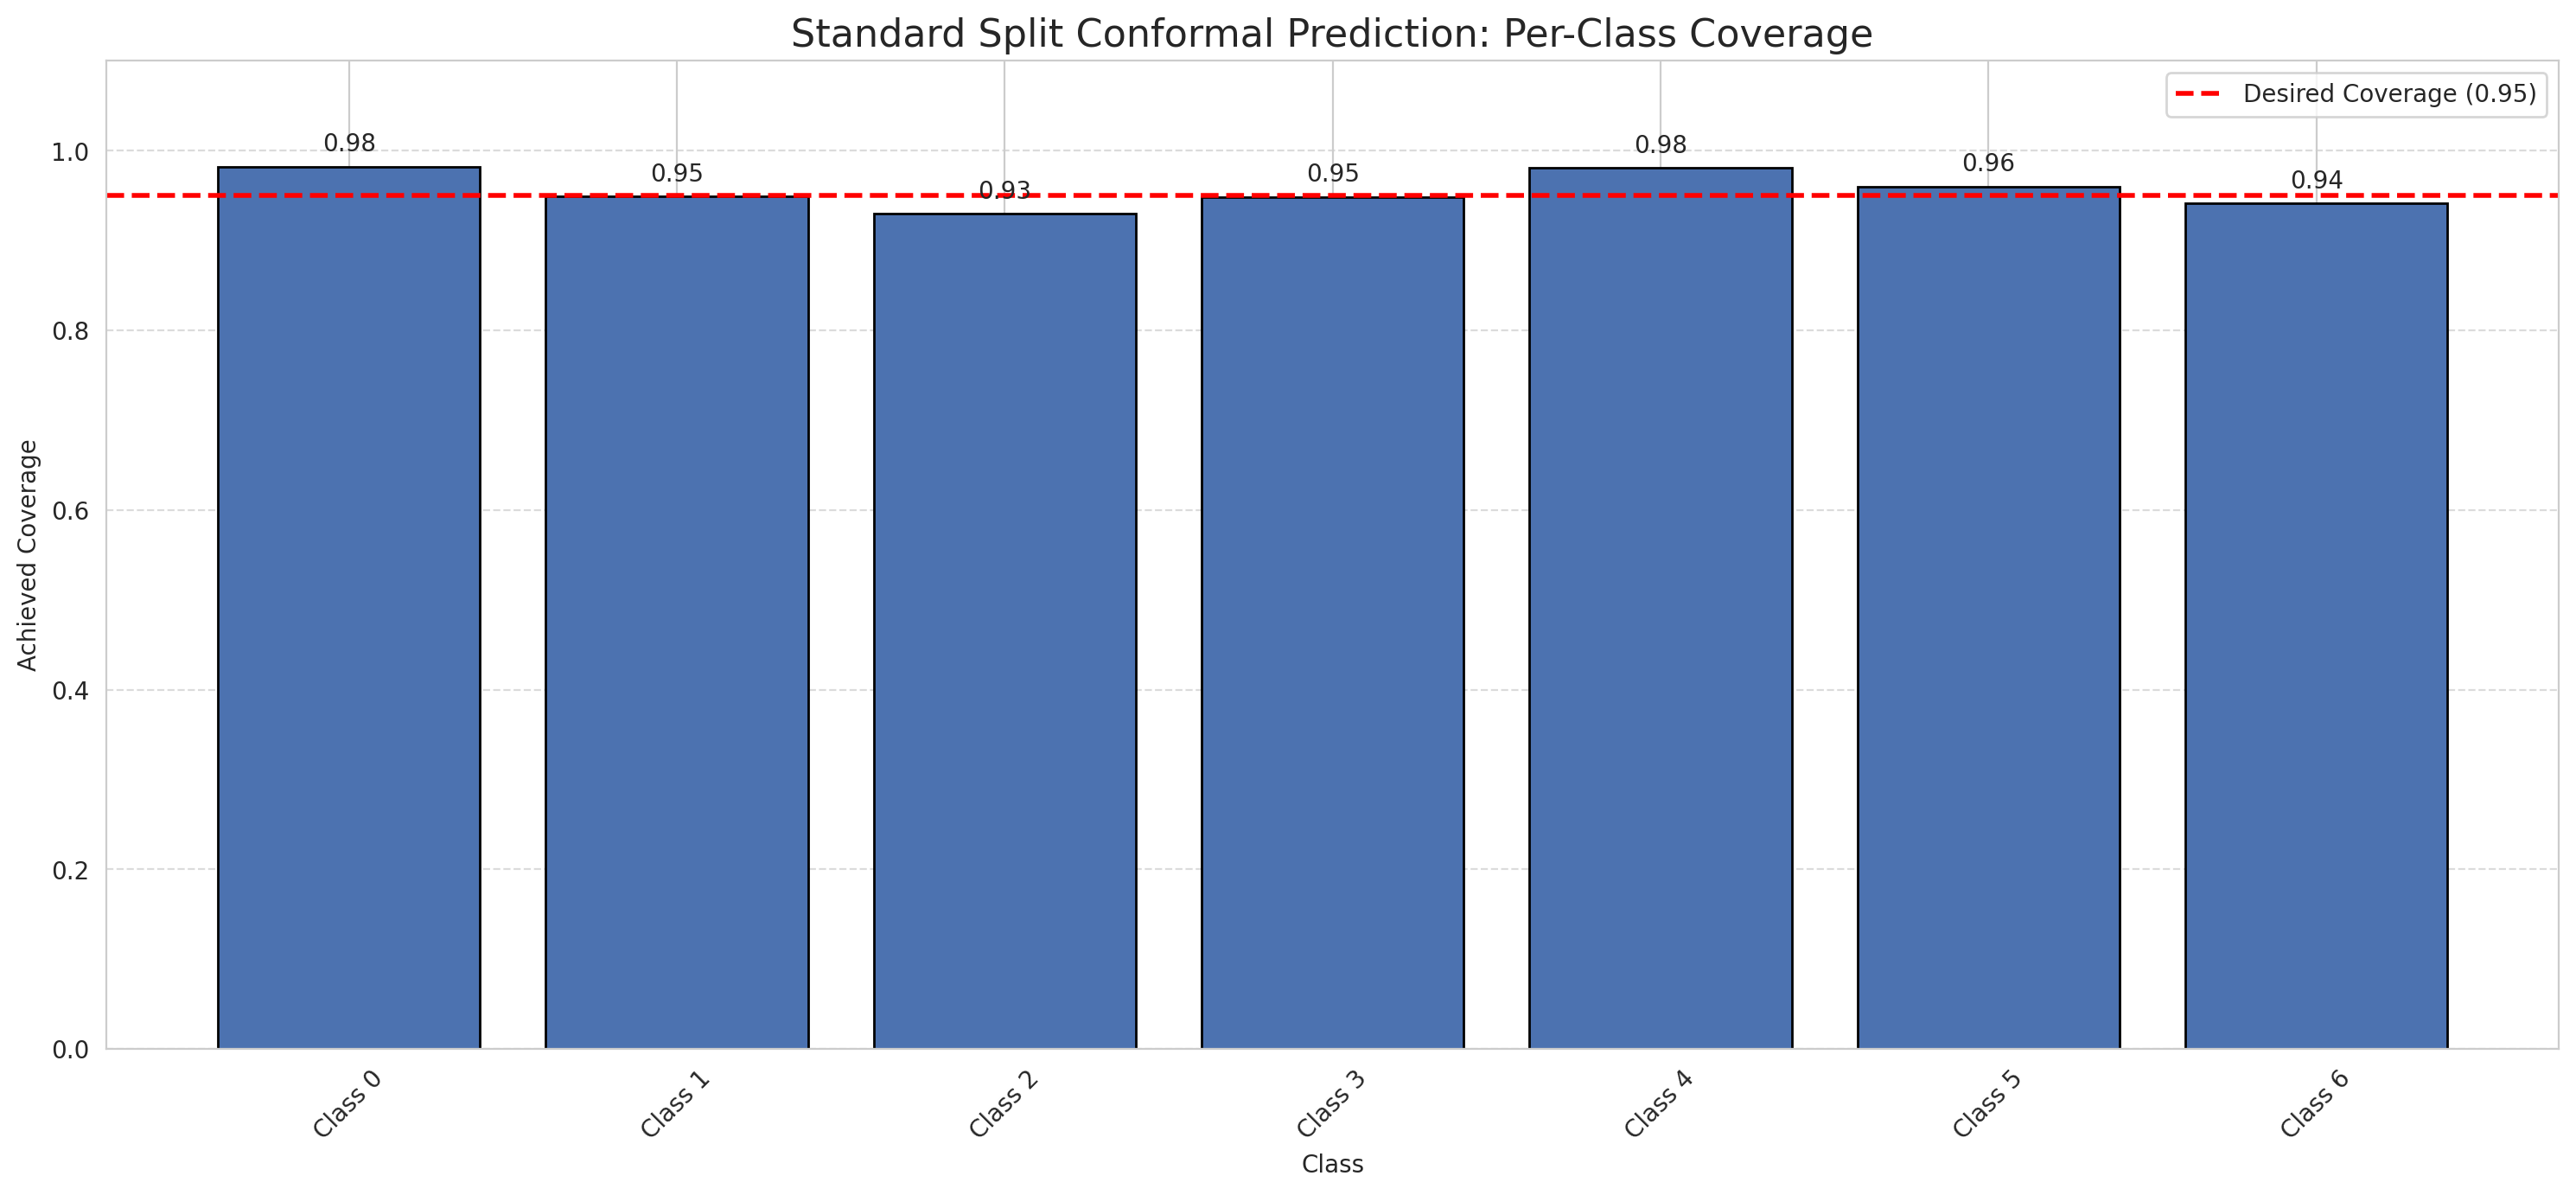 Standard Split Conformal Prediction: Per-Class Coverage
Desired Coverage (0.95)
Achieved Coverage
1.0
0.8
0.6
0.4
0.2
0.0
0.98
0.95
0.93
0.95
0.98
0.96
0.94
Class 0
Class 1
Class 2
Class 3
Class 4
Class 5
Class 6
Class